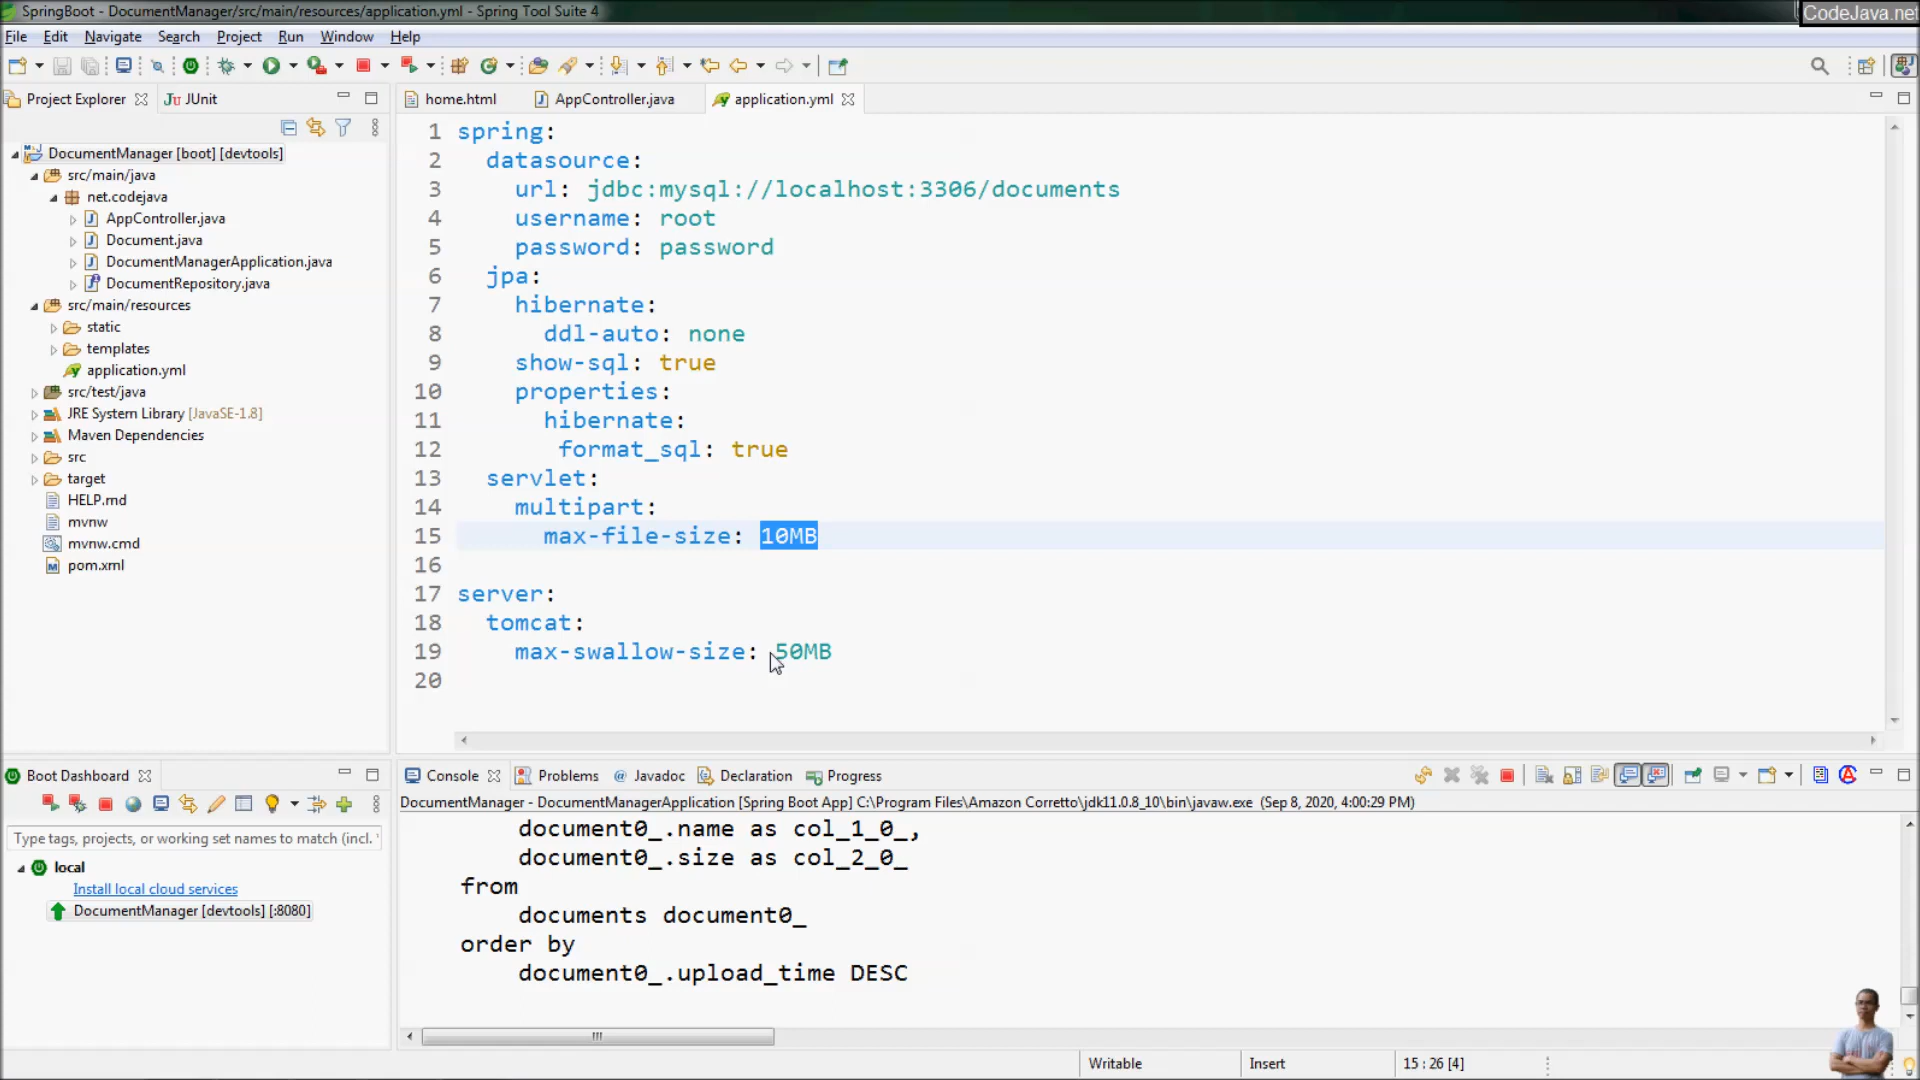 SpringBoot - DocumentManager/src/main/resources/application.yml - Spring Tool Suite 4
CodeJava.net
File Edit Navigate Search Project Run Window Help
Project Explorer JUnit
home.html AppController.java application.yml
DocumentManager [boot] [devtools]
src/main/java
net.codejava
AppController.java
Document.java
DocumentManagerApplication.java
DocumentRepository.java
src/main/resources
static
templates
application.yml
src/test/java
JRE System Library [JavaSE-1.8]
Maven Dependencies
src
target
HELP.md
mvnw
mvnw.cmd
pom.xml
1 spring:
2 datasource:
3 url: jdbc:mysql://localhost:3306/documents
4 username: root
5 password: password
6 jpa:
7 hibernate:
8 ddl-auto: none
9 show-sql: true
10 properties:
11 hibernate:
12 format_sql: true
13 servlet:
14 multipart:
15 max-file-size: 10MB
16
17 server:
18 tomcat:
19 max-swallow-size: 50MB
20
Boot Dashboard
Type tags, projects, or working set names to match (incl. '
local
Install local cloud services
DocumentManager [devtools] [:8080]
Console Problems @ Javadoc Declaration Progress
DocumentManager - DocumentManagerApplication [Spring Boot App] C:\Program Files\Amazon Corretto\jdk11.0.8_10\bin\javaw.exe (Sep 8, 2020, 4:00:29 PM)
document0_.name as col_1_0_,
document0_.size as col_2_0_
from
documents document0_
order by
document0_.upload_time DESC
Writable Insert 15 : 26 [4]